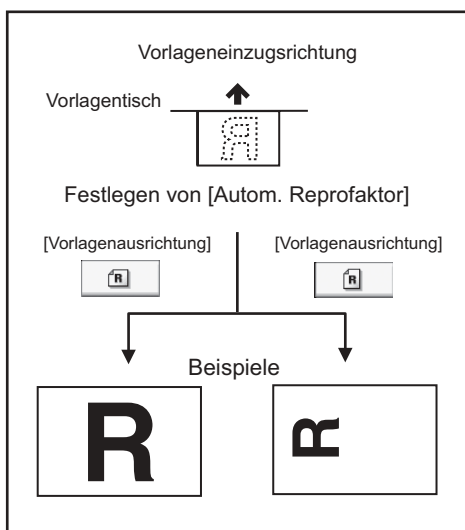 Vorlageneinzugsrichtung
Vorlagentisch
R
Festlegen von [Autom. Reprofaktor]
[Vorlagenausrichtung] [Vorlagenausrichtung]
R R
Beispiele
R R